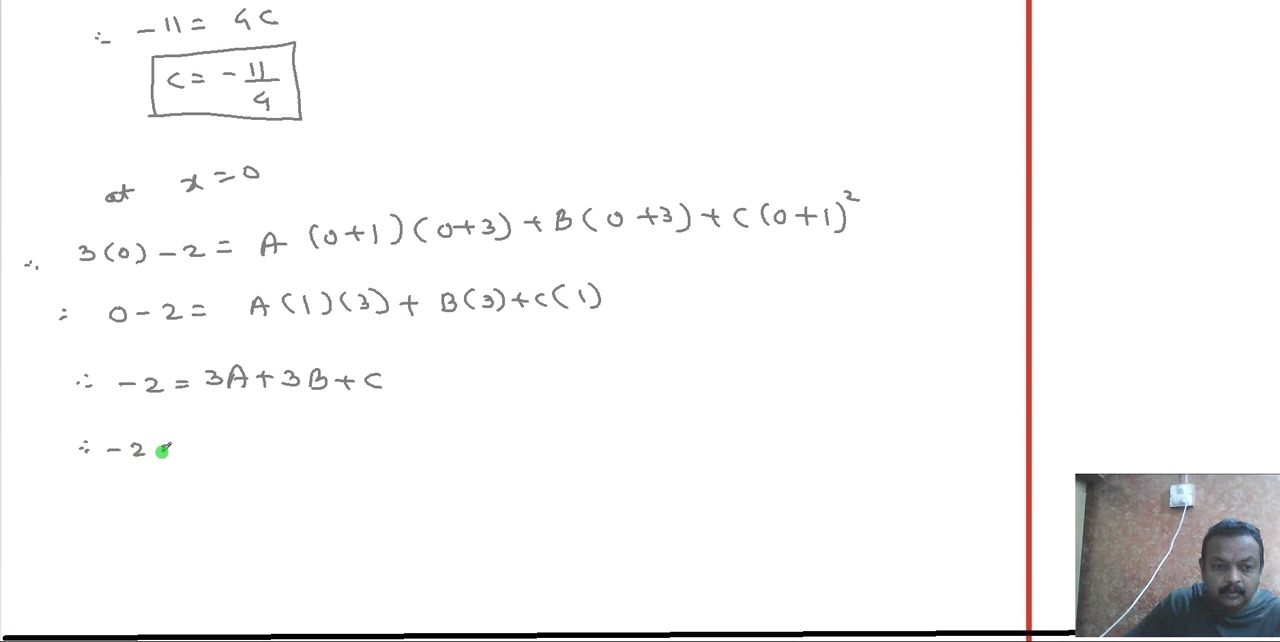 ∴ -11 = 4C
C = -11/4
at x = 0
∴ 3(0) - 2 = A (0+1)(0+3) + B(0+3) + C(0+1)²
∴ 0 - 2 = A(1)(3) + B(3) + C(1)
∴ -2 = 3A + 3B + C
∴ -2